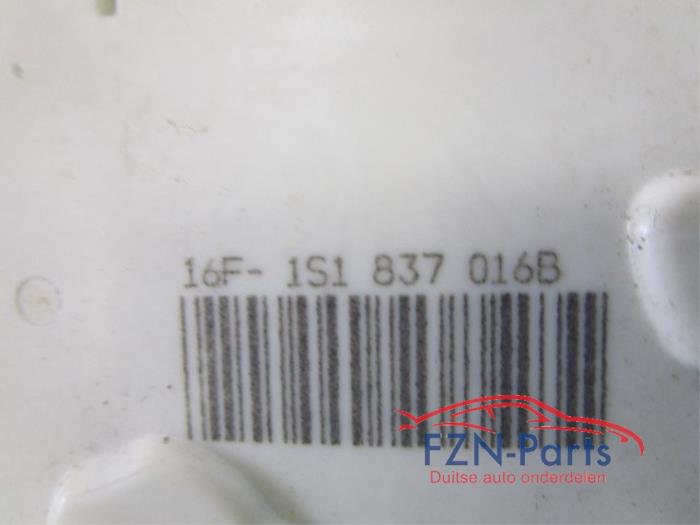 16F- 1S1 837 016B
FZN-Parts
Duitse auto onderdelen